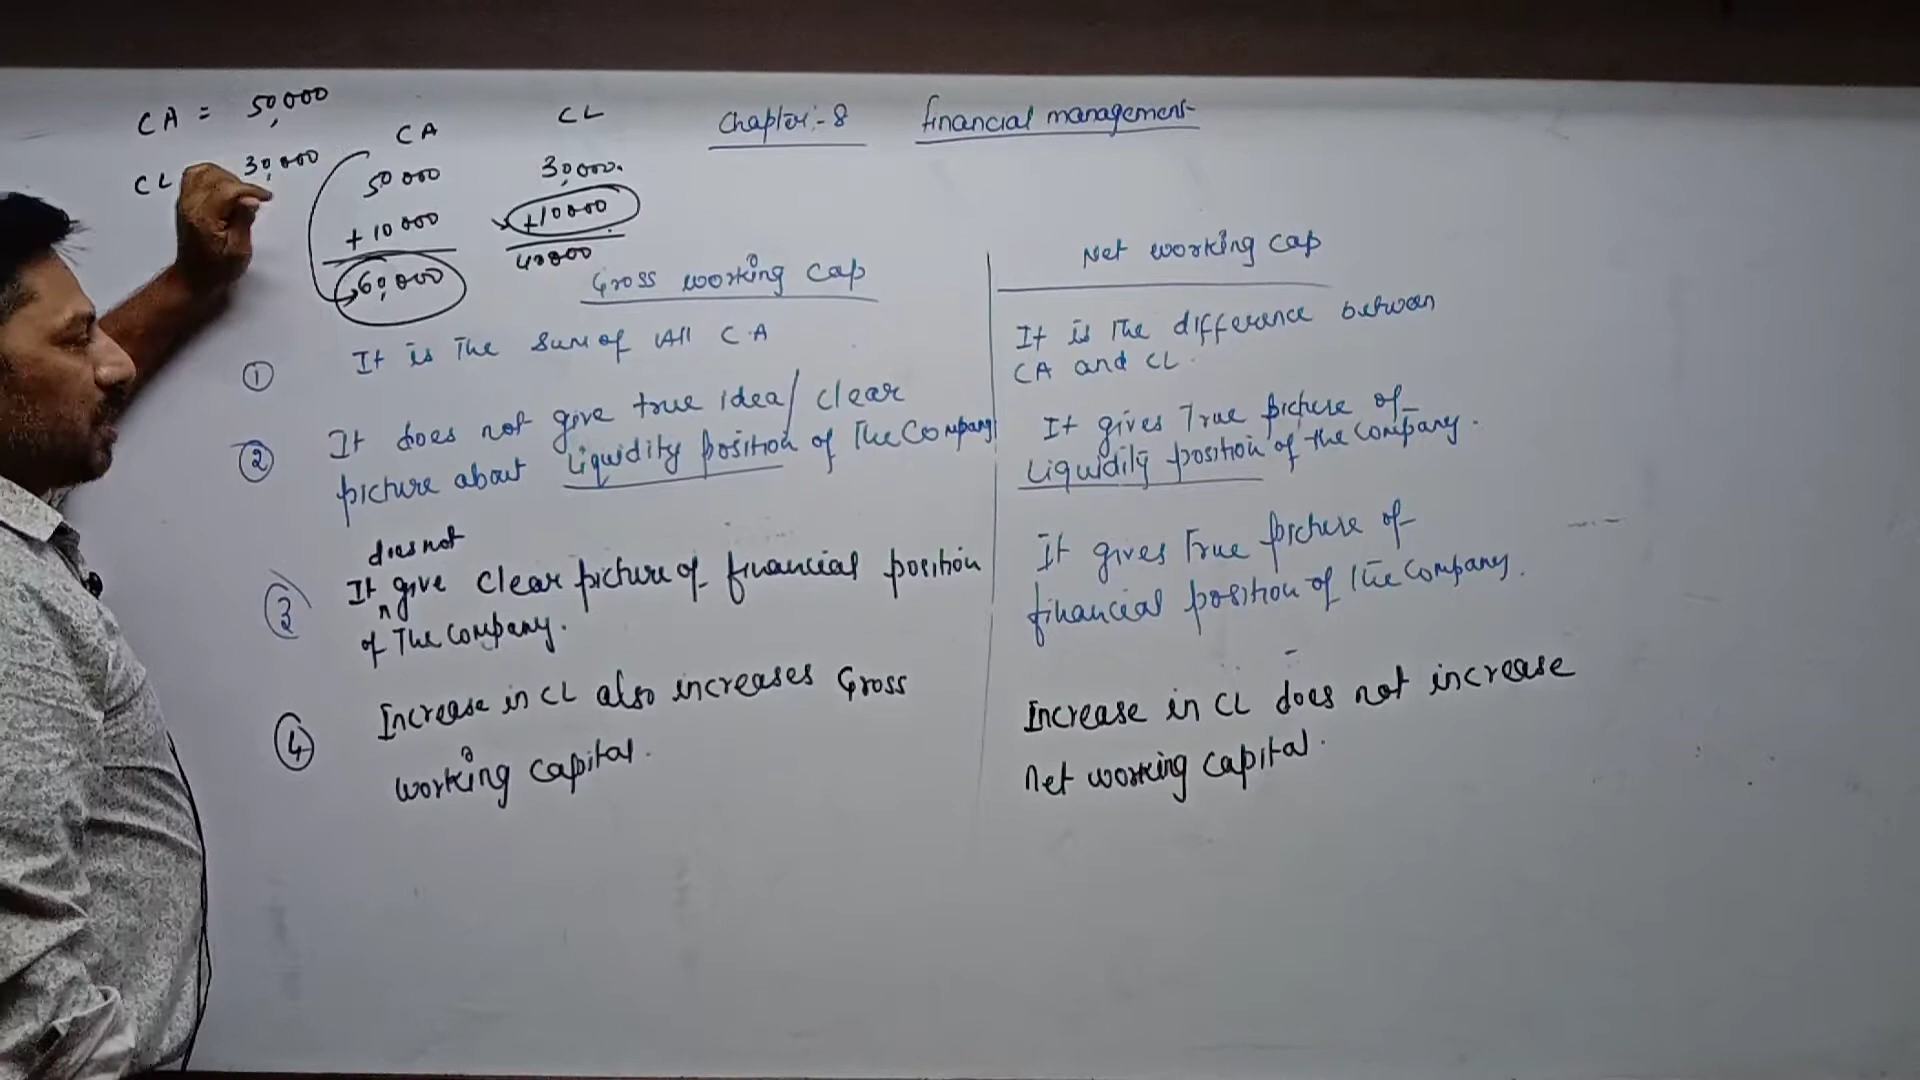 CA = 50,000
CL 30,000
CA
50000
+10000
60,000
CL
30,000.
+10000
40000
Chapter:-8 financial management
Gross working cap
Net working cap
① It is The Sum of All C.A
It is The difference between
CA and CL.
② It does not give true idea/clear
picture about liquidity position of The Company
It gives True picture of
liquidity position of the Company.
③ does not
It ^ give clear picture of financial position
of The Company.
It gives True picture of
financial position of The Company.
④ Increase in CL also increases Gross
working capital.
Increase in CL does not increase
Net working capital.